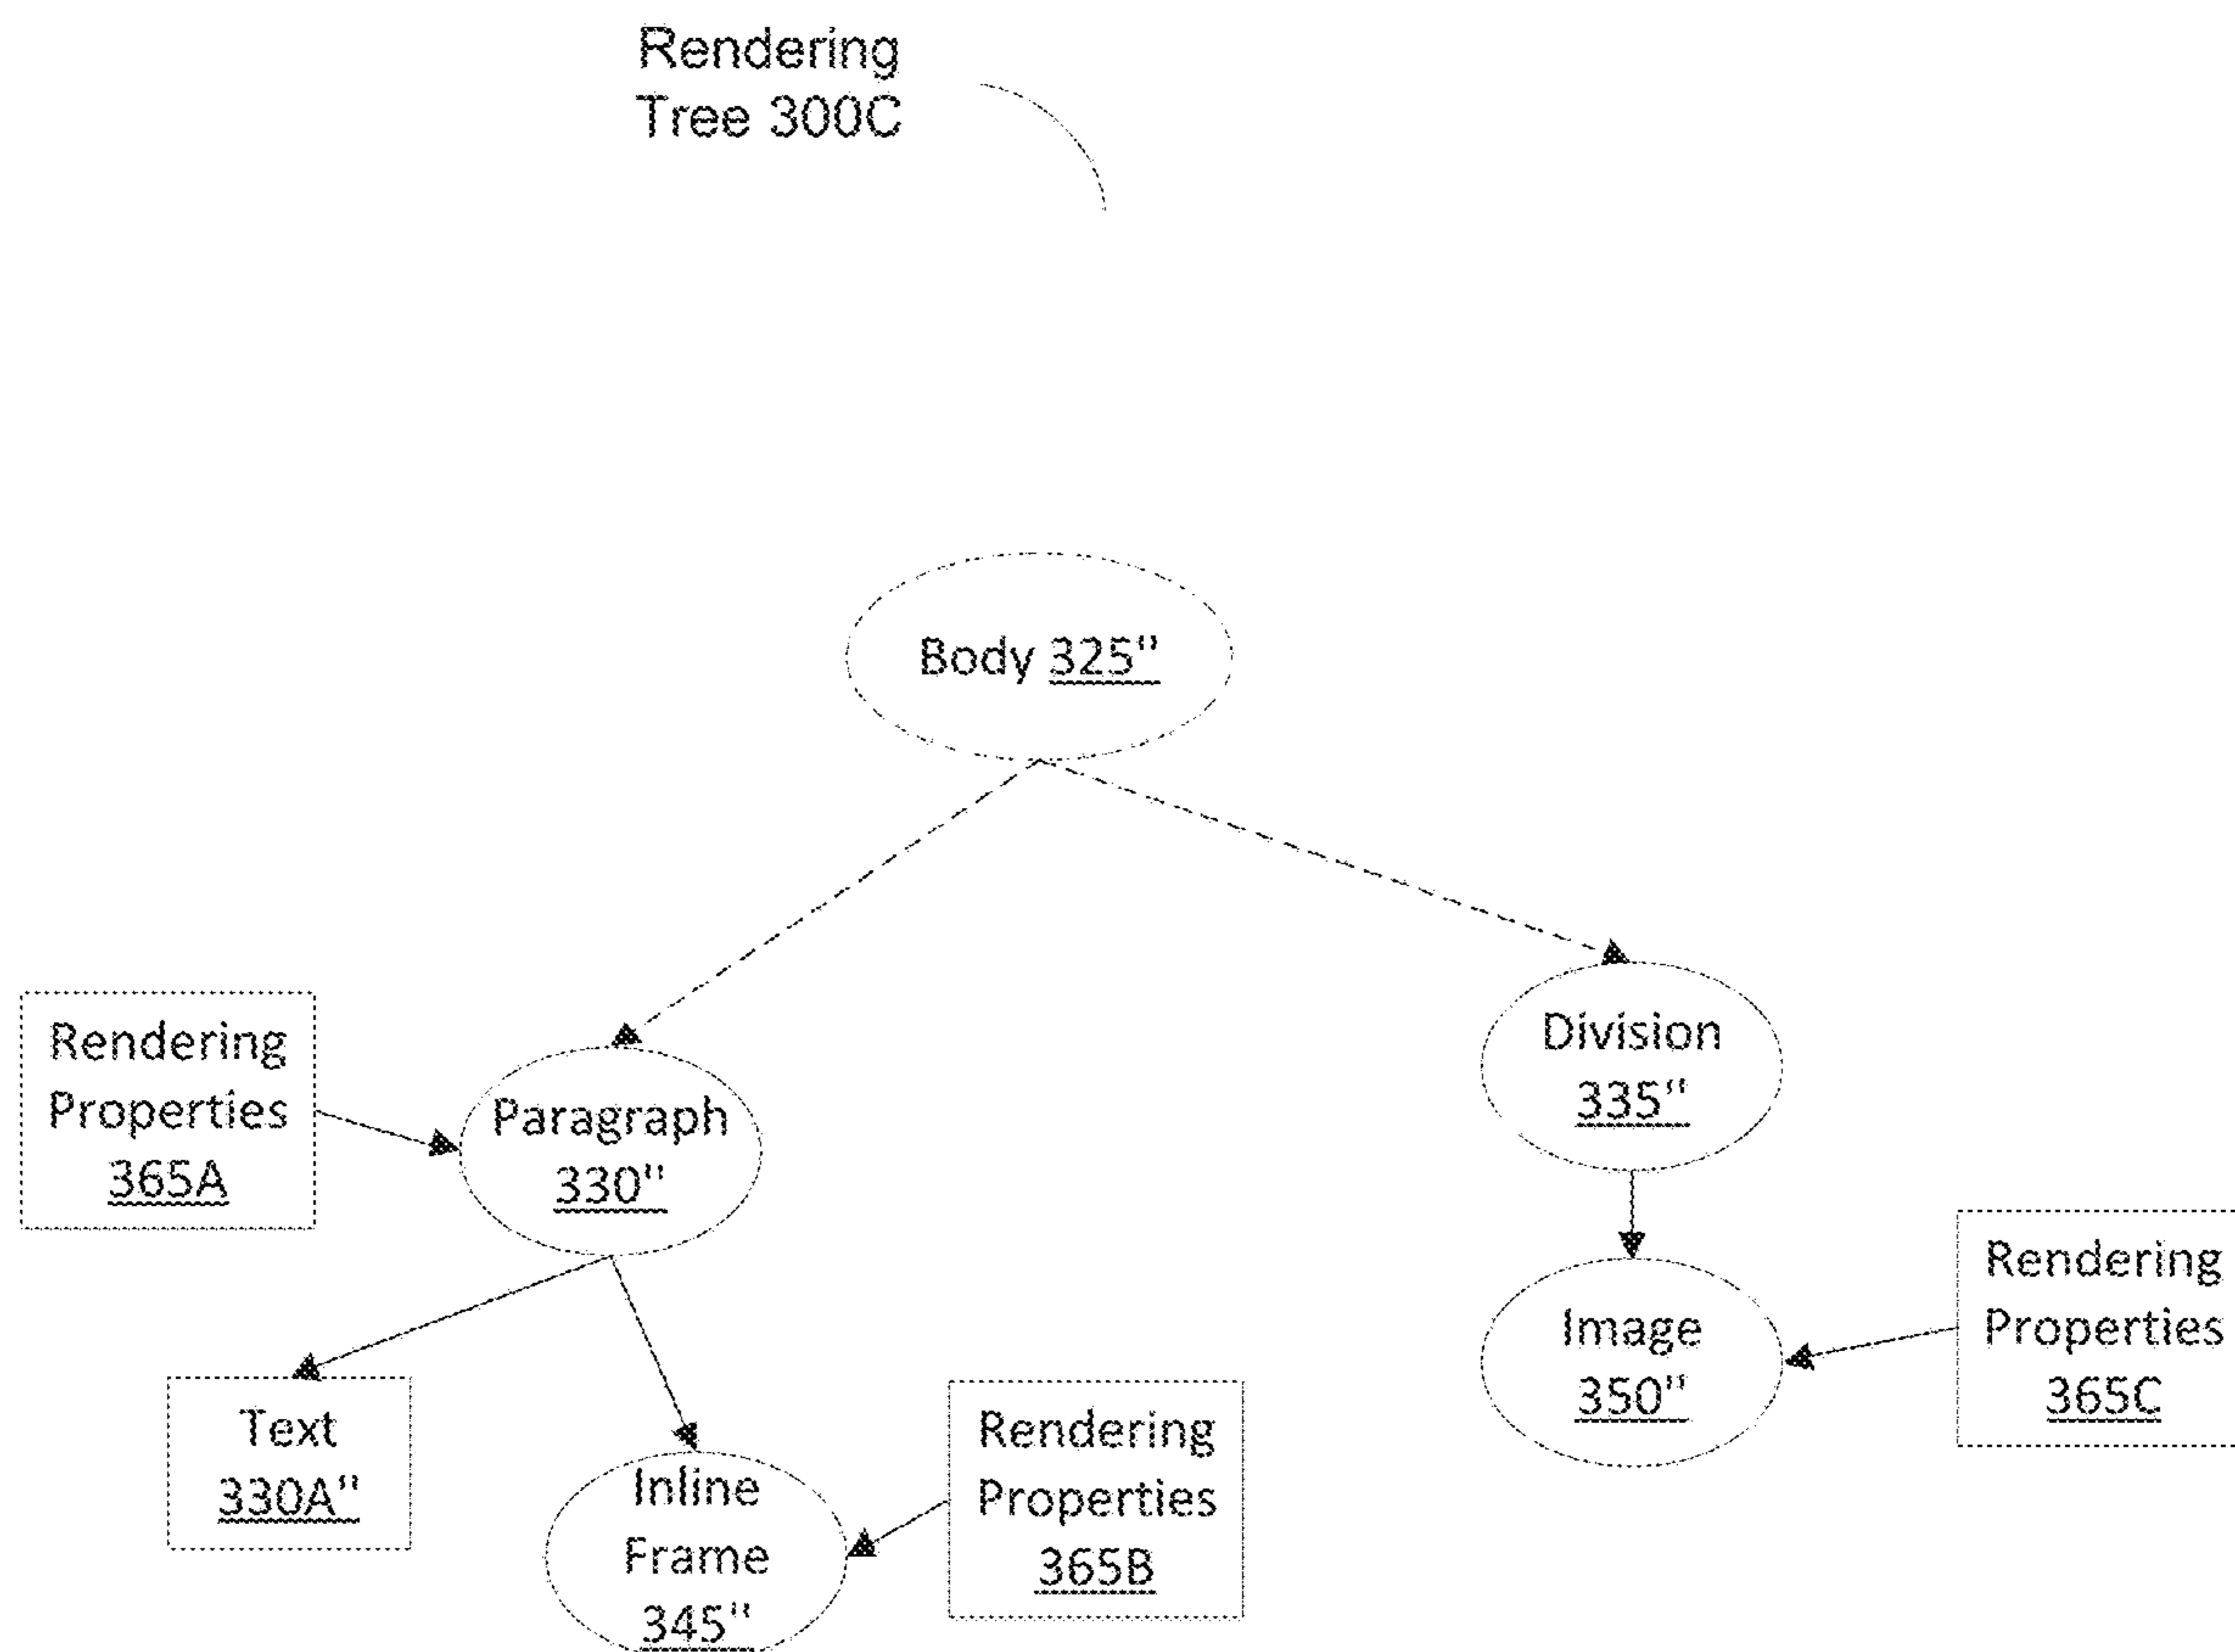 Rendering
Tree 300C
Body 325"
Rendering
Properties
365A
Paragraph
330"
Division
335"
Text
330A"
Inline
Frame
345"
Rendering
Properties
365B
Image
350"
Rendering
Properties
365C